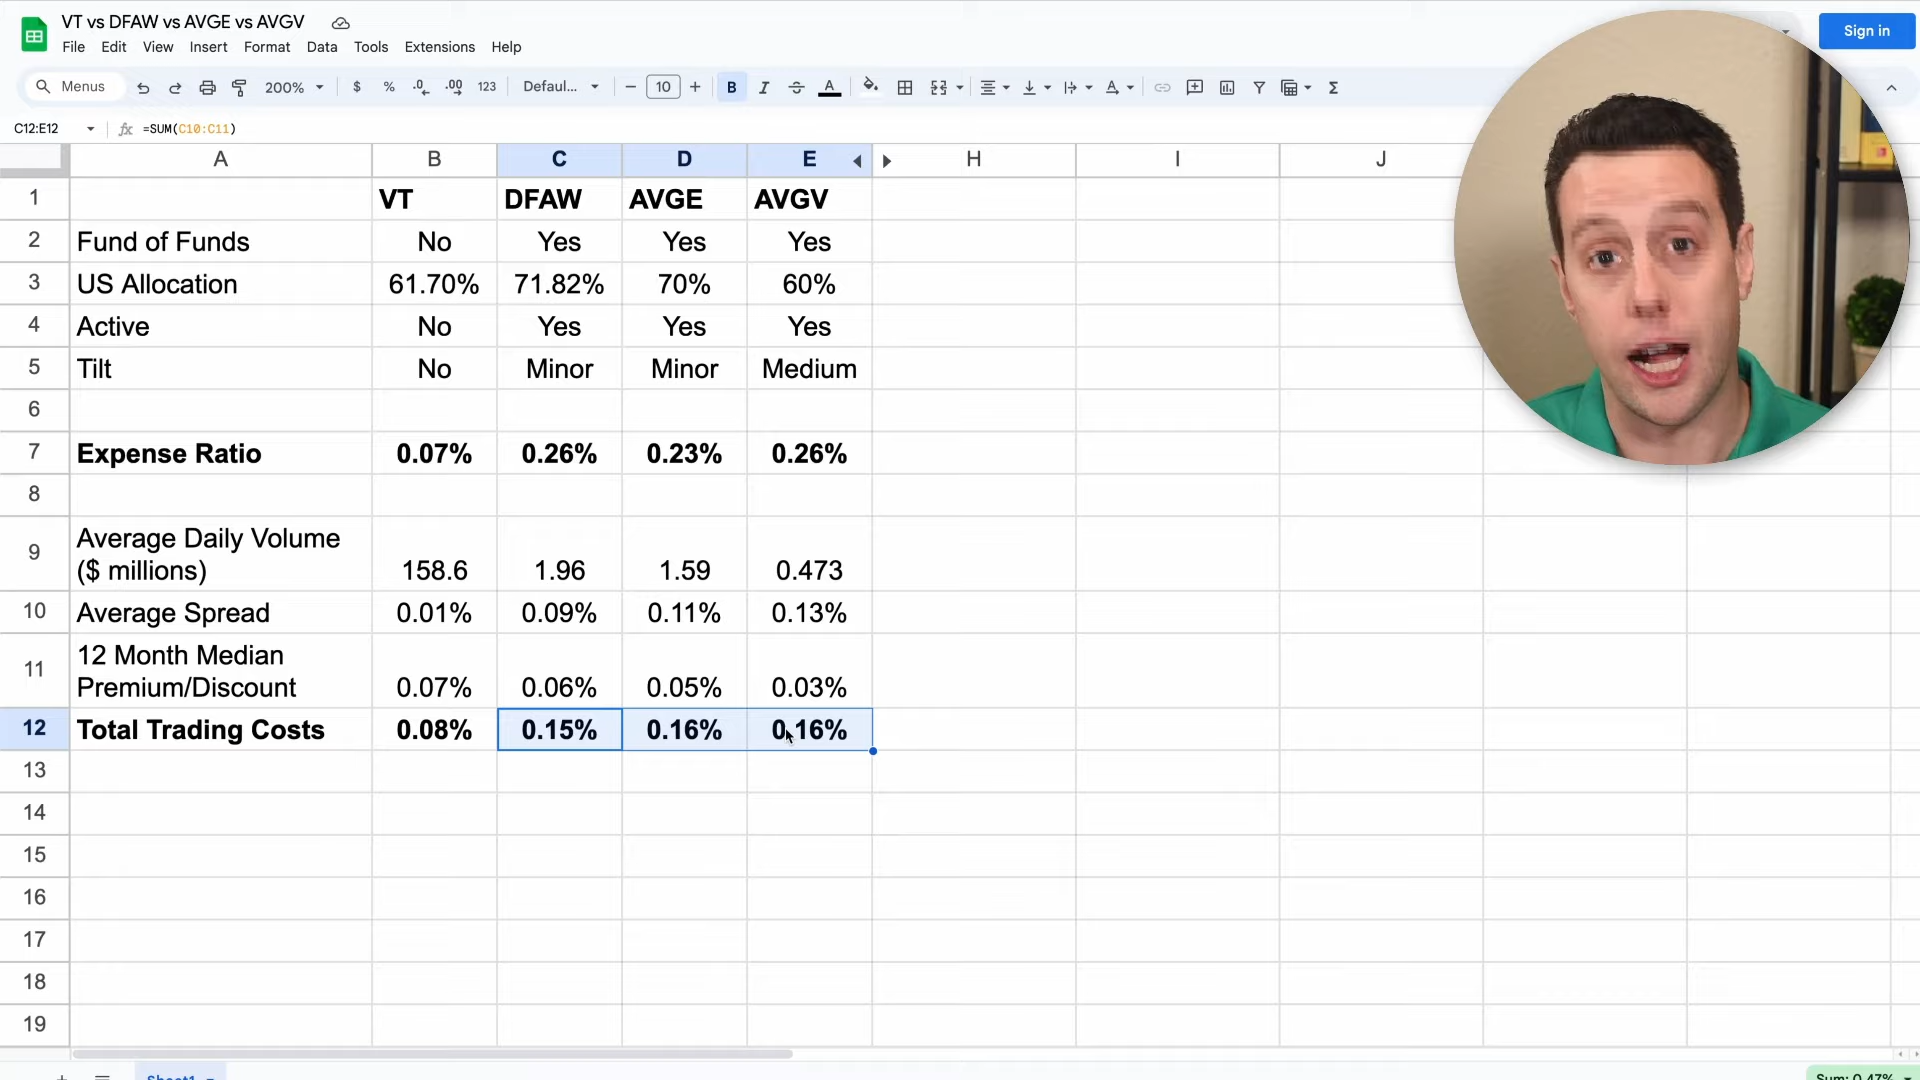 VT vs DFAW vs AVGE vs AVGV
Sign in
File Edit View Insert Format Data Tools Extensions Help
Menus 200% $ % .0 .00 123 Defaul... 10 B I A Σ
C12:E12 fx =SUM(C10:C11)
A B C D E H I J
1 VT DFAW AVGE AVGV
2 Fund of Funds No Yes Yes Yes
3 US Allocation 61.70% 71.82% 70% 60%
4 Active No Yes Yes Yes
5 Tilt No Minor Minor Medium
6
7 Expense Ratio 0.07% 0.26% 0.23% 0.26%
8
9 Average Daily Volume
($ millions) 158.6 1.96 1.59 0.473
10 Average Spread 0.01% 0.09% 0.11% 0.13%
11 12 Month Median
Premium/Discount 0.07% 0.06% 0.05% 0.03%
12 Total Trading Costs 0.08% 0.15% 0.16% 0.16%
13
14
15
16
17
18
19
Sheet1 Sum: 0.47%